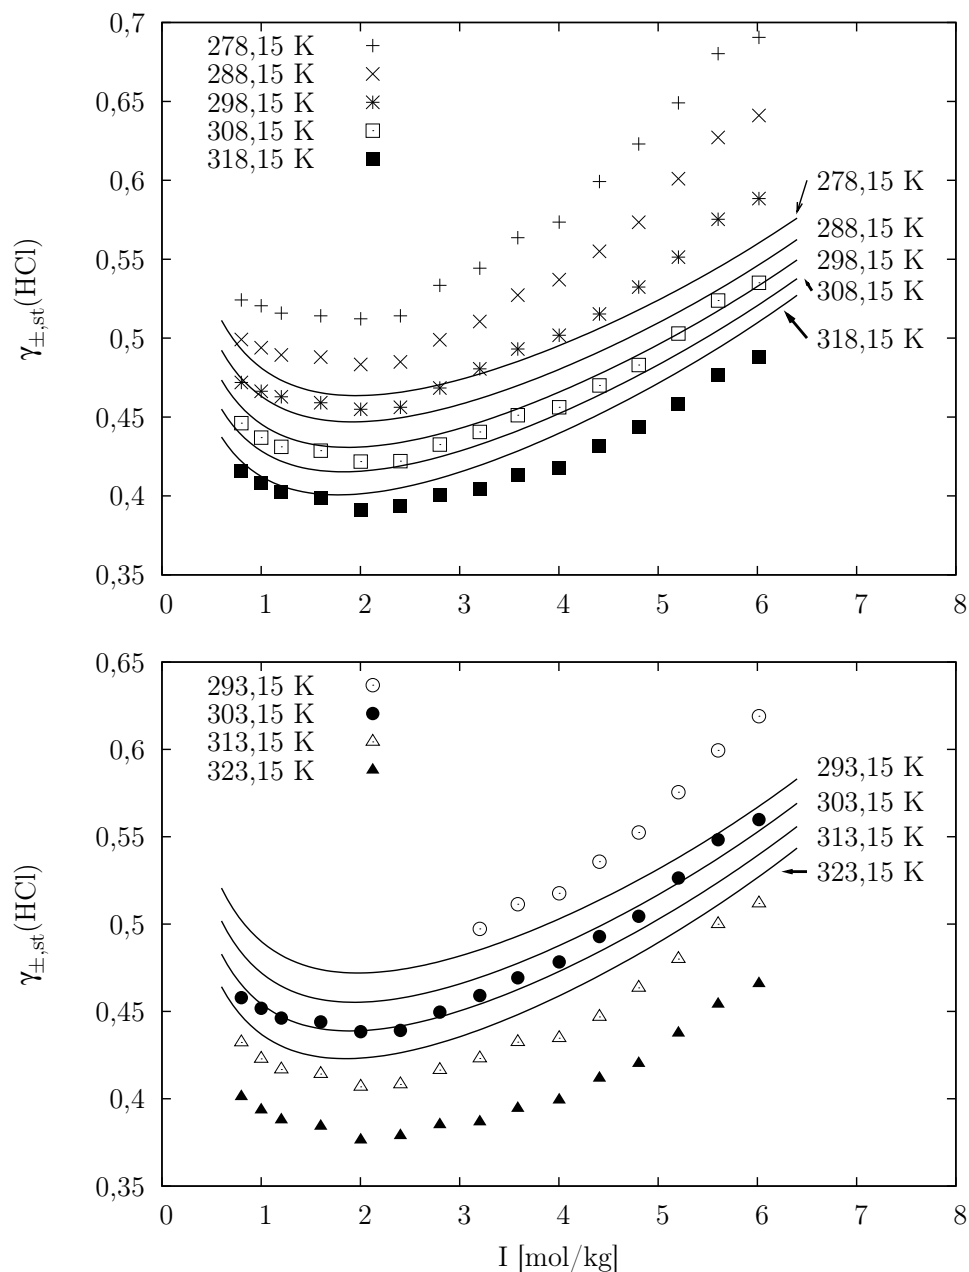 0,7
0,65
0,6
0,55
0,5
0,45
0,4
0,35
γ±,st(HCl)
278,15 K
288,15 K
298,15 K
308,15 K
318,15 K
278,15 K
288,15 K
298,15 K
308,15 K
318,15 K
0 1 2 3 4 5 6 7 8
0,65
0,6
0,55
0,5
0,45
0,4
0,35
γ±,st(HCl)
293,15 K
303,15 K
313,15 K
323,15 K
293,15 K
303,15 K
313,15 K
323,15 K
0 1 2 3 4 5 6 7 8
I [mol/kg]